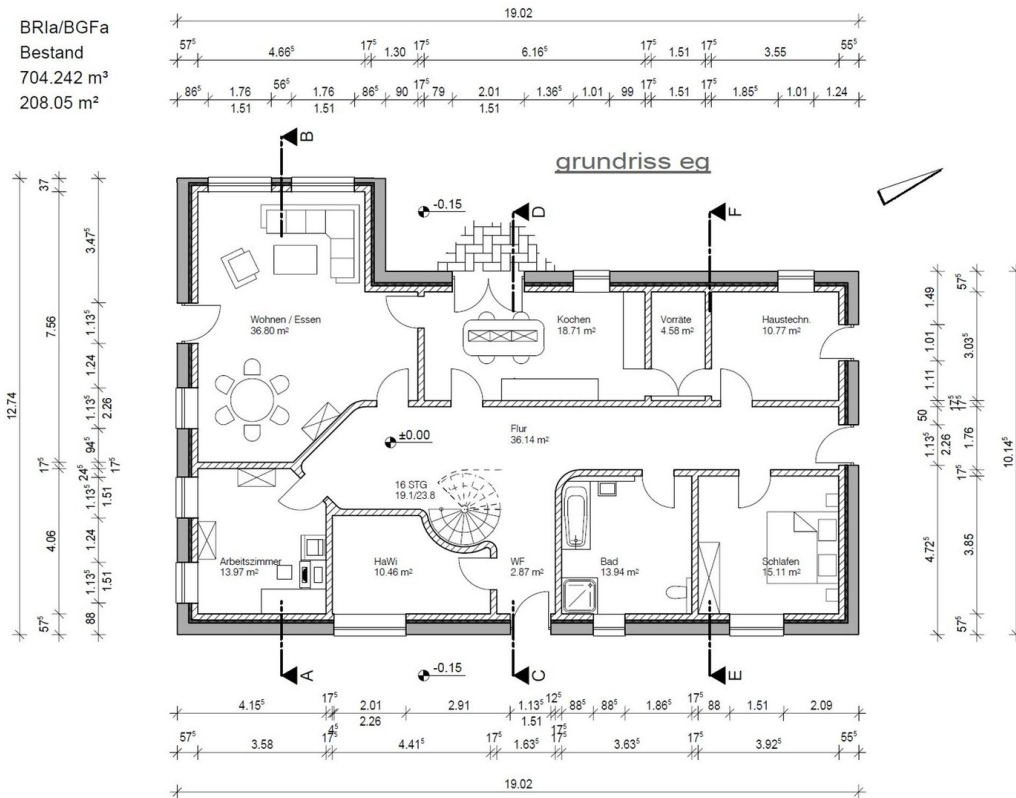 BRIa/BGFa
Bestand
704.242 m³
208.05 m²
19.02
57⁵ 4.66⁵ 17⁵ 1.30 17⁵ 6.16⁵ 17⁵ 1.51 17⁵ 3.55 55⁵
86⁵ 1.76 56⁵ 1.76 86⁵ 90 17⁵ 79 2.01 1.36⁵ 1.01 99 17⁵ 1.51 17⁵ 1.85⁵ 1.01 1.24
1.51 1.51 1.51
B
grundriss eg
-0.15
D
F
12.74
37
7.56
17⁵
4.06
57⁵
3.47⁵
1.13⁵
1.24
1.13⁵
2.26
94⁵
17⁵
24⁵
1.13⁵
1.51
1.24
1.13⁵
1.51
88
Wohnen / Essen
36.80 m²
Kochen
18.71 m²
Vorräte
4.58 m²
Haustechn.
10.77 m²
Flur
36.14 m²
±0.00
16 STG
19.1/23.8
Arbeitszimmer
13.97 m²
HaWi
10.46 m²
WF
2.87 m²
Bad
13.94 m²
Schlafen
15.11 m²
1.49
1.01
1.11
50
1.13⁵
2.26
4.72⁵
57⁵
3.03⁵
17⁵
1.76
17⁵
3.85
57⁵
10.14⁵
A
-0.15
C
E
4.15⁵ 17⁵ 2.01 2.91 1.13⁵ 12⁵ 88⁵ 88⁵ 1.86⁵ 17⁵ 88 1.51 2.09
2.26 1.51
4⁵
57⁵ 3.58 17⁵ 4.41⁵ 17⁵ 1.63⁵ 17⁵ 3.63⁵ 17⁵ 3.92⁵ 55⁵
19.02